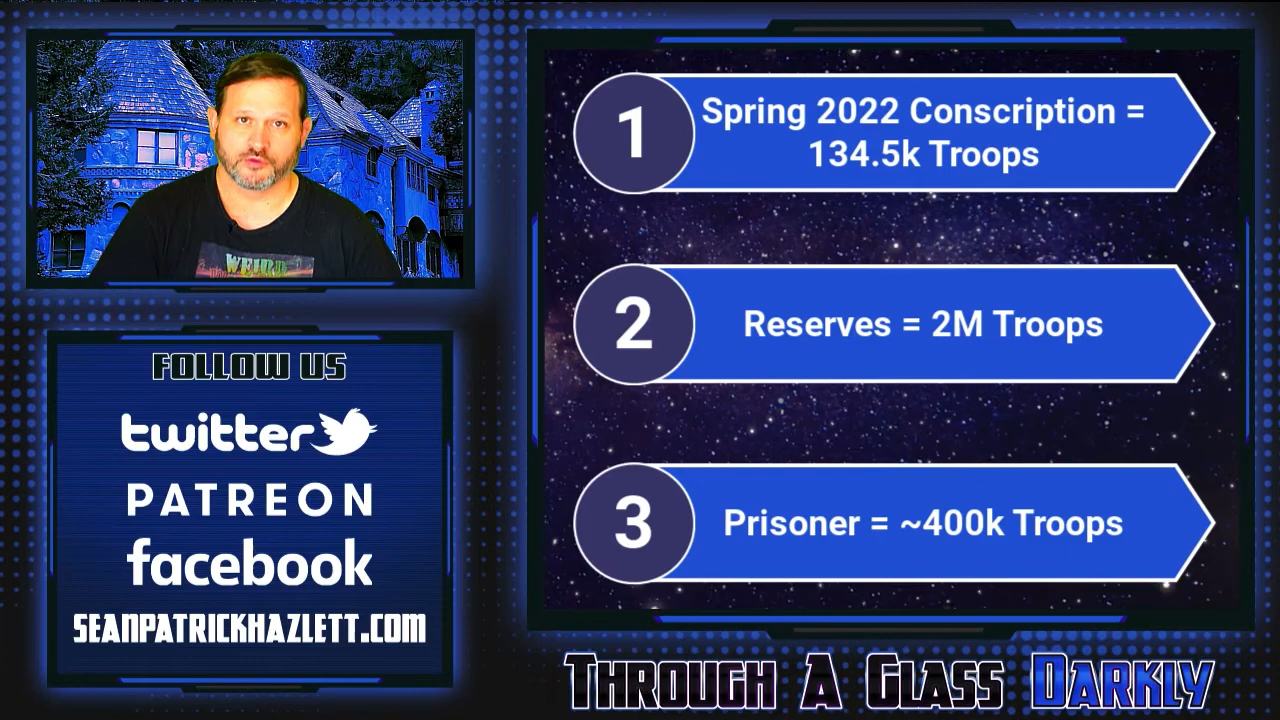 WEIRD
FOLLOW US
twitter
PATREON
facebook
SEANPATRICKHAZLETT.COM
1
Spring 2022 Conscription =
134.5k Troops
2
Reserves = 2M Troops
3
Prisoner = ~400k Troops
THROUGH A GLASS DARKLY